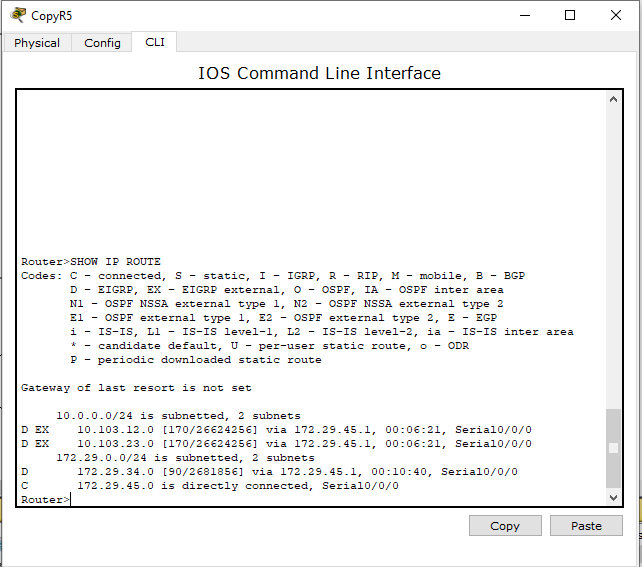 CopyR5
Physical Config CLI
IOS Command Line Interface
Router>SHOW IP ROUTE
Codes: C - connected, S - static, I - IGRP, R - RIP, M - mobile, B - BGP
D - EIGRP, EX - EIGRP external, O - OSPF, IA - OSPF inter area
N1 - OSPF NSSA external type 1, N2 - OSPF NSSA external type 2
E1 - OSPF external type 1, E2 - OSPF external type 2, E - EGP
i - IS-IS, L1 - IS-IS level-1, L2 - IS-IS level-2, ia - IS-IS inter area
* - candidate default, U - per-user static route, o - ODR
P - periodic downloaded static route
Gateway of last resort is not set
10.0.0.0/24 is subnetted, 2 subnets
D EX 10.103.12.0 [170/26624256] via 172.29.45.1, 00:06:21, Serial0/0/0
D EX 10.103.23.0 [170/26624256] via 172.29.45.1, 00:06:21, Serial0/0/0
172.29.0.0/24 is subnetted, 2 subnets
D 172.29.34.0 [90/2681856] via 172.29.45.1, 00:10:40, Serial0/0/0
C 172.29.45.0 is directly connected, Serial0/0/0
Router>
Copy Paste